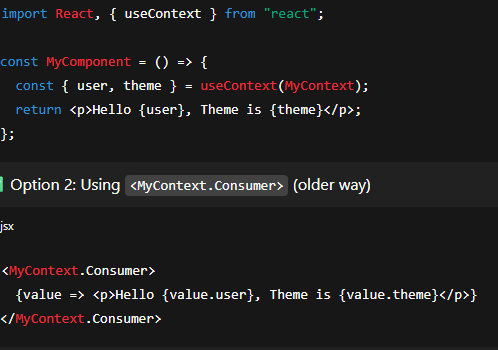 import React, { useContext } from "react";
const MyComponent = () => {
const { user, theme } = useContext(MyContext);
return <p>Hello {user}, Theme is {theme}</p>;
};
Option 2: Using <MyContext.Consumer> (older way)
jsx
<MyContext.Consumer>
{value => <p>Hello {value.user}, Theme is {value.theme}</p>}
</MyContext.Consumer>